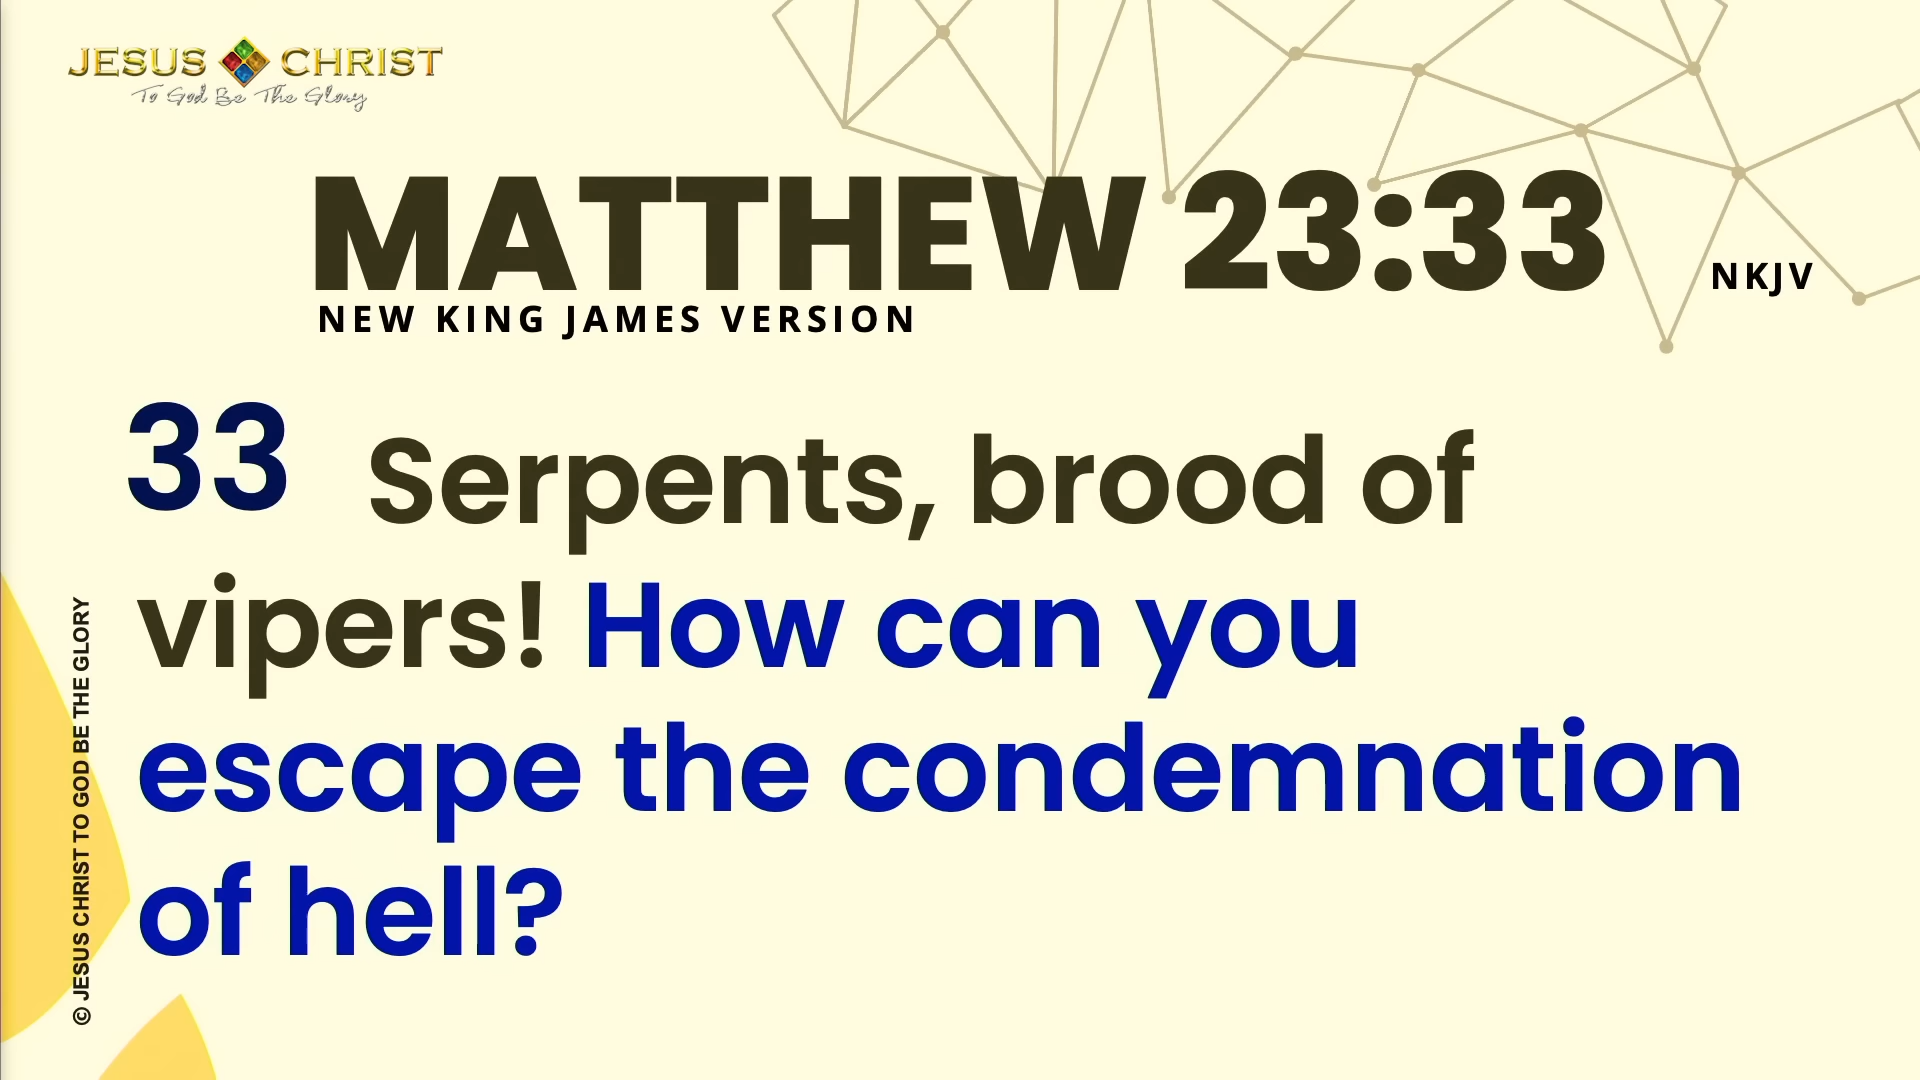 JESUS CHRIST
To God Be The Glory
MATTHEW 23:33
NEW KING JAMES VERSION
NKJV
33 Serpents, brood of
vipers! How can you
escape the condemnation
of hell?
© JESUS CHRIST TO GOD BE THE GLORY